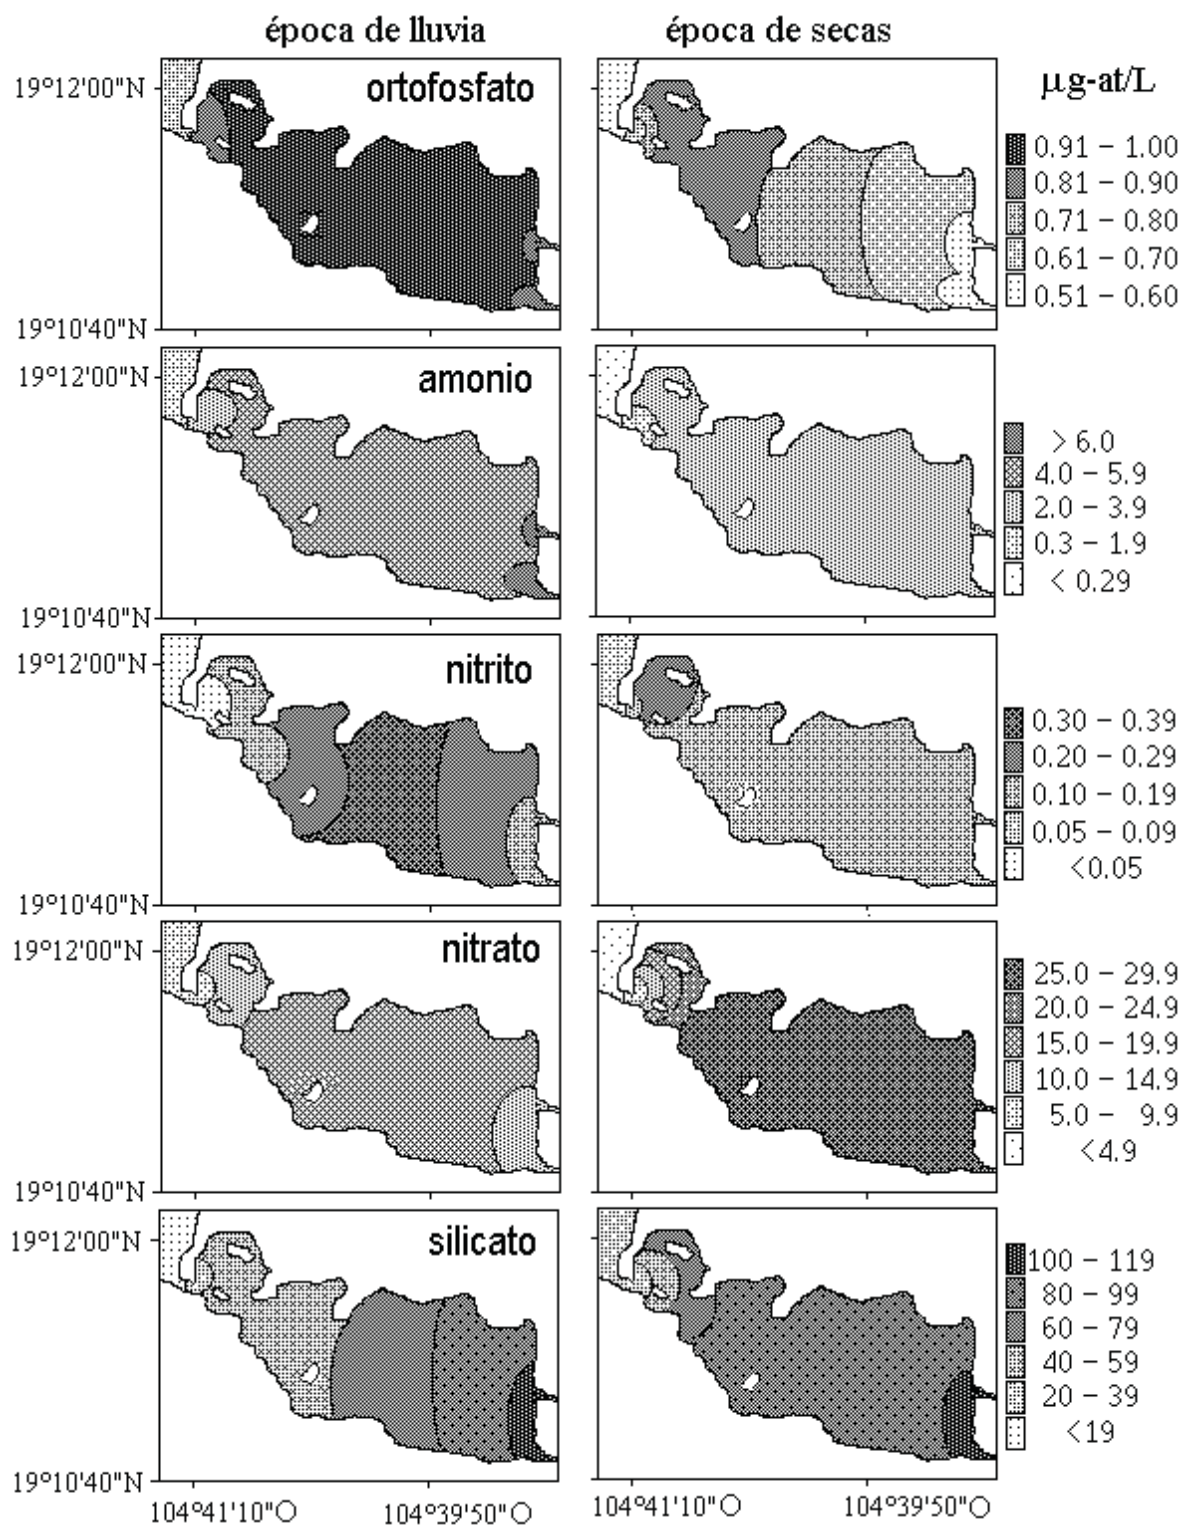 época de lluvia época de secas
ortofosfato
µg-at/L
19°12'00"N
0.91 – 1.00
0.81 – 0.90
0.71 – 0.80
0.61 – 0.70
0.51 – 0.60
19°10'40"N
amonio
19°12'00"N
> 6.0
4.0 – 5.9
2.0 – 3.9
0.3 – 1.9
< 0.29
19°10'40"N
nitrito
19°12'00"N
0.30 – 0.39
0.20 – 0.29
0.10 – 0.19
0.05 – 0.09
<0.05
19°10'40"N
nitrato
19°12'00"N
25.0 – 29.9
20.0 – 24.9
15.0 – 19.9
10.0 – 14.9
5.0 – 9.9
<4.9
19°10'40"N
silicato
19°12'00"N
100 – 119
80 – 99
60 – 79
40 – 59
20 – 39
<19
19°10'40"N
104°41'10"O 104°39'50"O 104°41'10"O 104°39'50"O